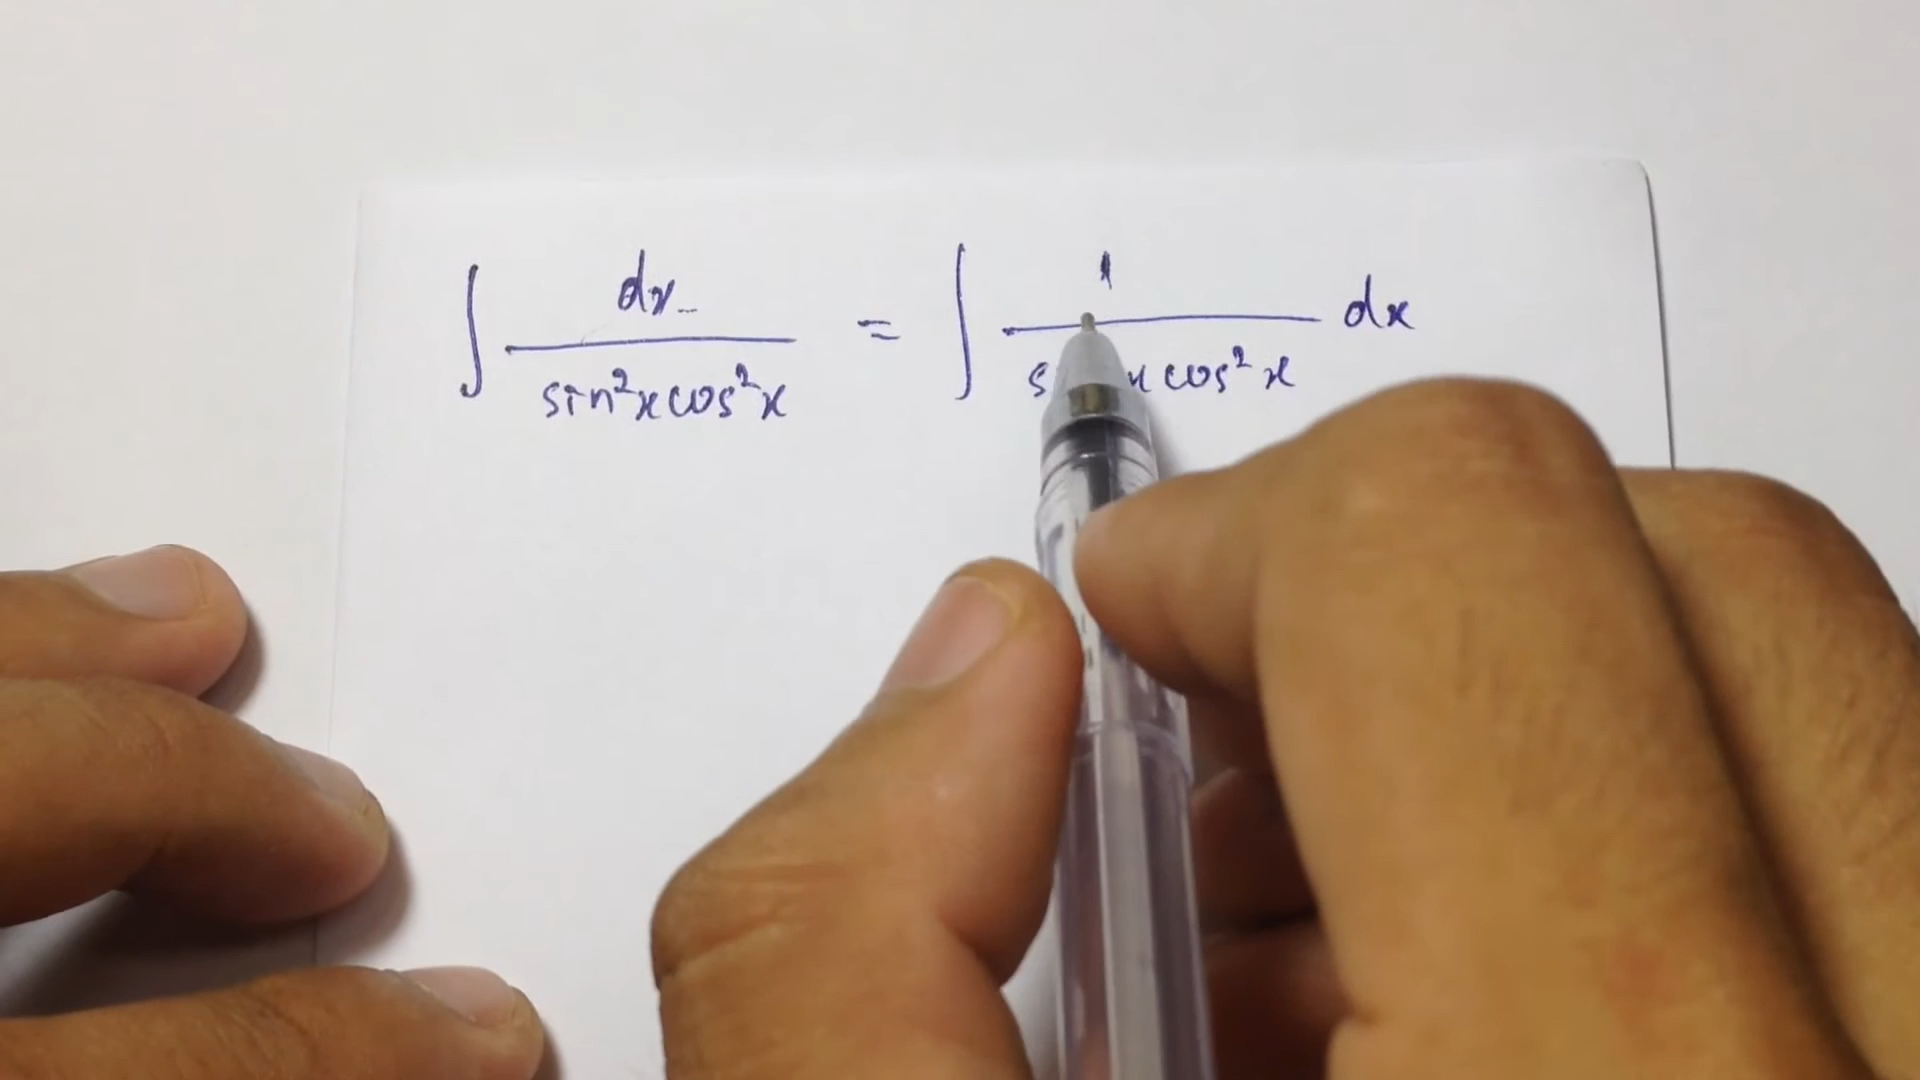 ∫ dx / sin²x cos²x = ∫ 1 / s x cos²x dx